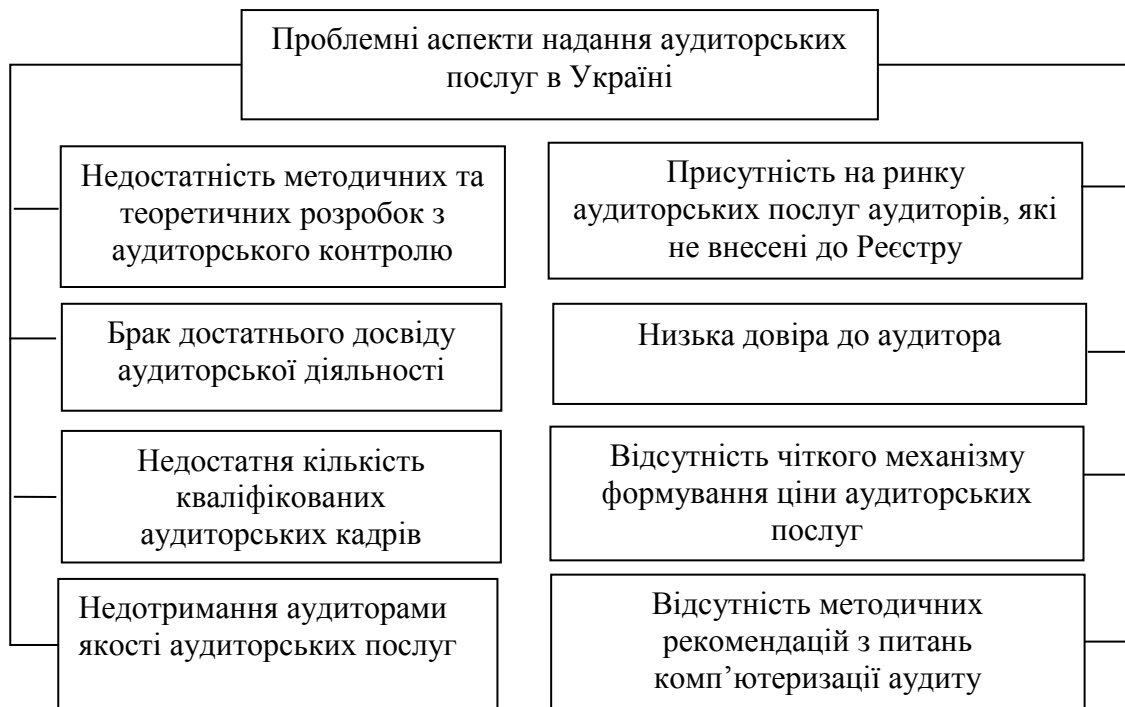 Проблемні аспекти надання аудиторських
послуг в Україні
Недостатність методичних та
теоретичних розробок з
аудиторського контролю
Присутність на ринку
аудиторських послуг аудиторів, які
не внесені до Реєстру
Брак достатнього досвіду
аудиторської діяльності
Низька довіра до аудитора
Недостатня кількість
кваліфікованих
аудиторських кадрів
Відсутність чіткого механізму
формування ціни аудиторських
послуг
Недотримання аудиторами
якості аудиторських послуг
Відсутність методичних
рекомендацій з питань
комп’ютеризації аудиту